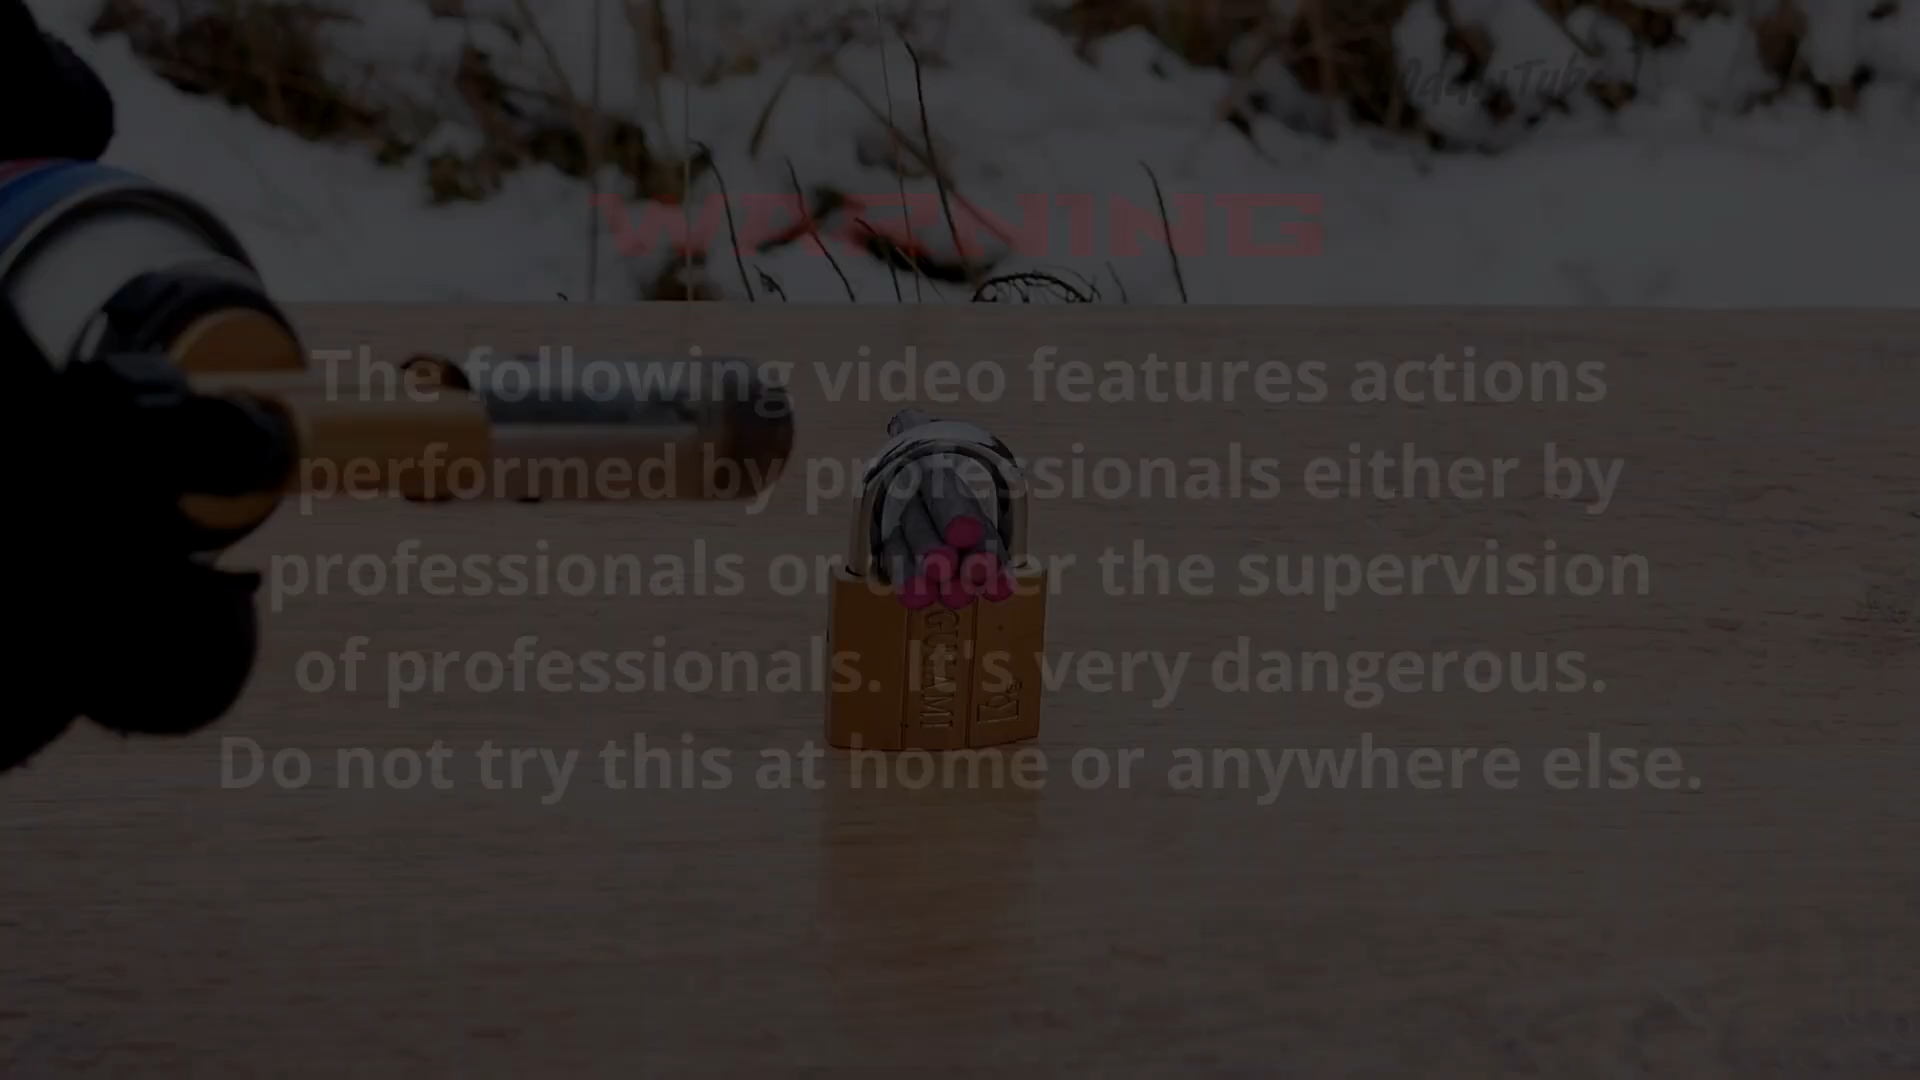 WARNING
The following video features actions
performed by professionals either by
professionals or under the supervision
of professionals. It's very dangerous.
Do not try this at home or anywhere else.